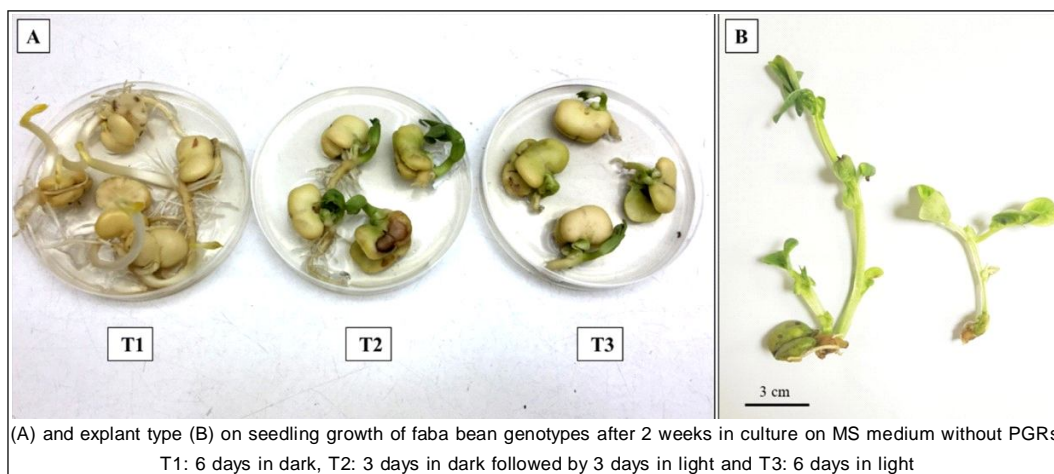 A
B
T1
T2
T3
3 cm
(A) and explant type (B) on seedling growth of faba bean genotypes after 2 weeks in culture on MS medium without PGRs
T1: 6 days in dark, T2: 3 days in dark followed by 3 days in light and T3: 6 days in light